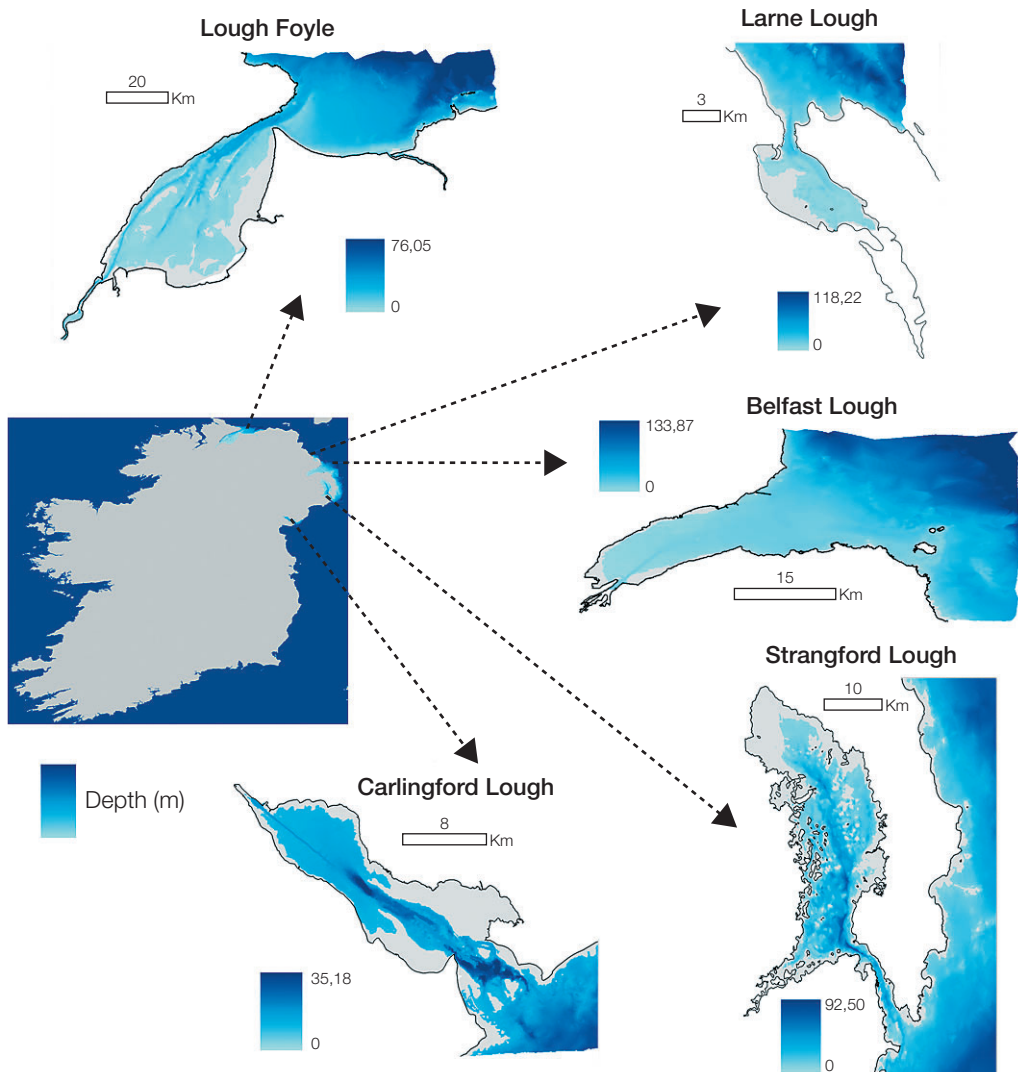 Lough Foyle
20
Km
76,05
0
Larne Lough
3
Km
118,22
0
Belfast Lough
133,87
0
15
Km
Strangford Lough
10
Km
92,50
0
Depth (m)
Carlingford Lough
8
Km
35,18
0